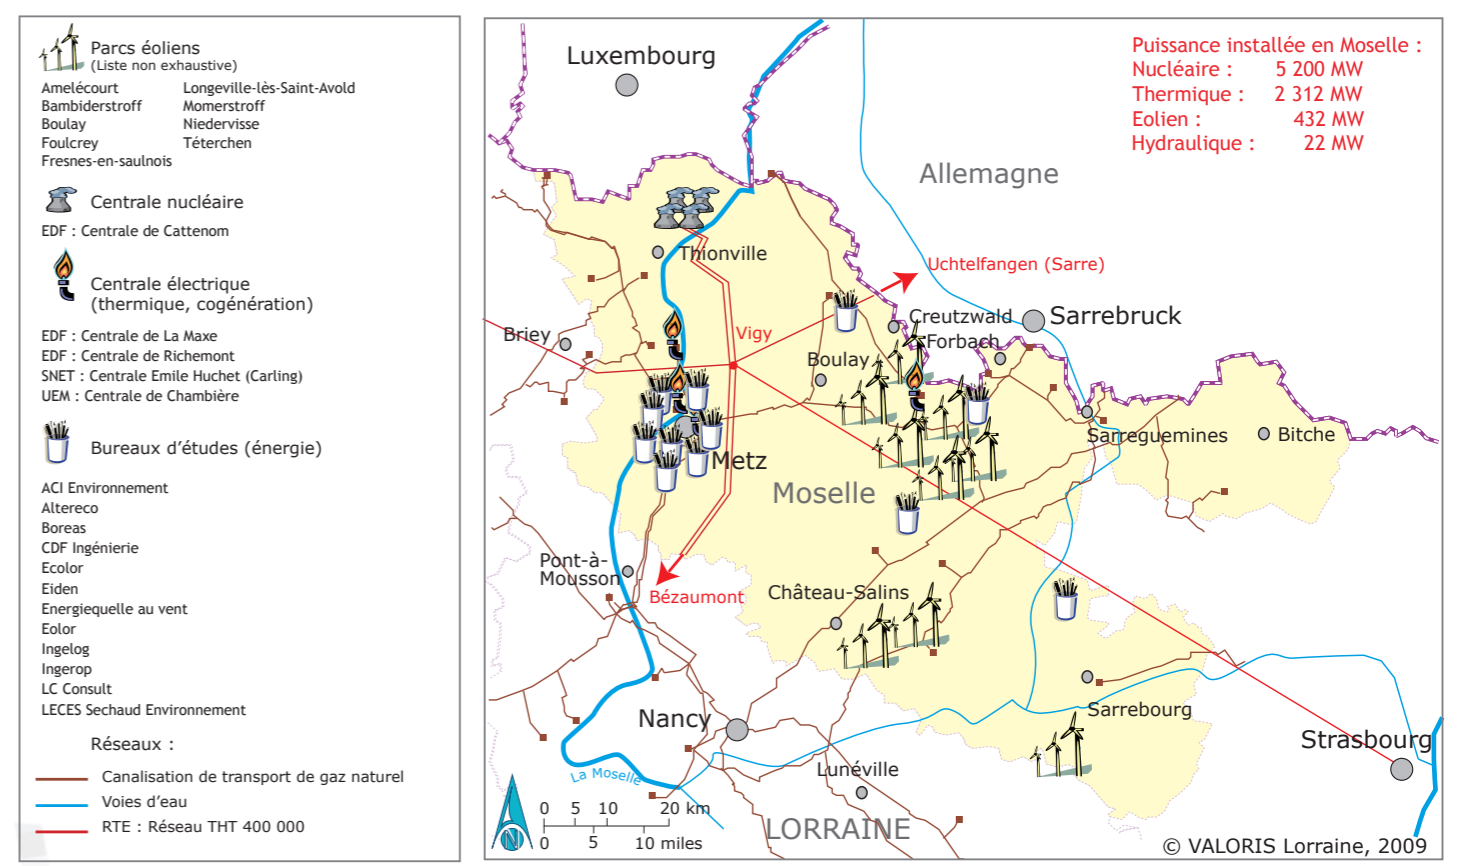 Parcs éoliens
(Liste non exhaustive)
Amelécourt
Bambiderstroff
Boulay
Foulcrey
Fresnes-en-saulnois
Longeville-lès-Saint-Avold
Momerstroff
Niedervisse
Téterchen
Centrale nucléaire
EDF : Centrale de Cattenom
Centrale électrique
(thermique, cogénération)
EDF : Centrale de La Maxe
EDF : Centrale de Richemont
SNET : Centrale Emile Huchet (Carling)
UEM : Centrale de Chambière
Bureaux d'études (énergie)
ACI Environnement
Altereco
Boreas
CDF Ingénierie
Ecolor
Eiden
Energiequelle au vent
Eolor
Ingelog
Ingerop
LC Consult
LECES Sechaud Environnement
Réseaux :
Canalisation de transport de gaz naturel
Voies d'eau
RTE : Réseau THT 400 000
Puissance installée en Moselle :
Nucléaire : 5 200 MW
Thermique : 2 312 MW
Eolien : 432 MW
Hydraulique : 22 MW
Luxembourg
Allemagne
Thionville
Uchtelfangen (Sarre)
Briey
Vigy
Creutzwald
Sarrebruck
Forbach
Boulay
Sarreguemines
Bitche
Metz
Moselle
Pont-à-
Mousson
Bézaumont
Château-Salins
Nancy
Sarrebourg
Strasbourg
La Moselle
Lunéville
LORRAINE
N
0 5 10 20 km
0 5 10 miles
© VALORIS Lorraine, 2009